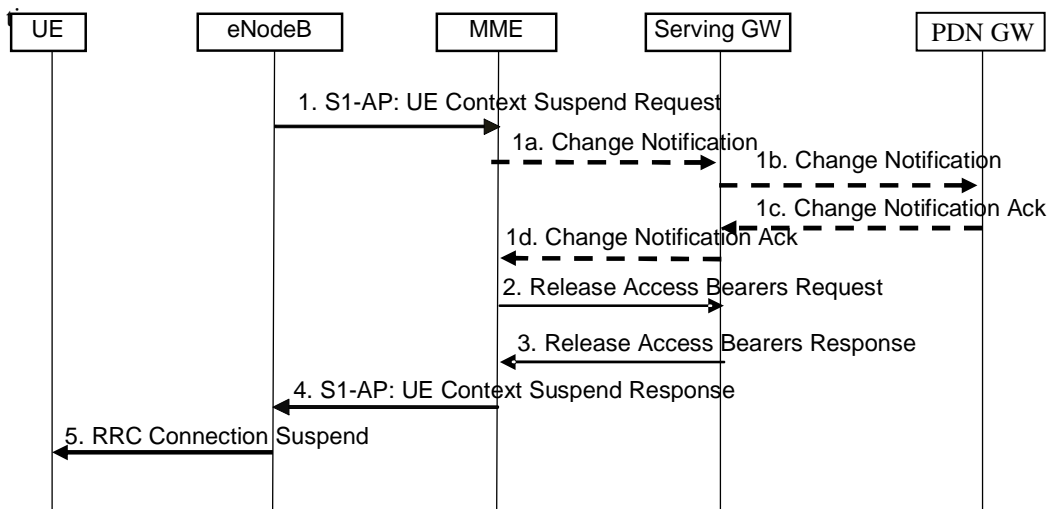 UE eNodeB MME Serving GW PDN GW
1. S1-AP: UE Context Suspend Request
1a. Change Notification
1b. Change Notification
1c. Change Notification Ack
1d. Change Notification Ack
2. Release Access Bearers Request
3. Release Access Bearers Response
4. S1-AP: UE Context Suspend Response
5. RRC Connection Suspend